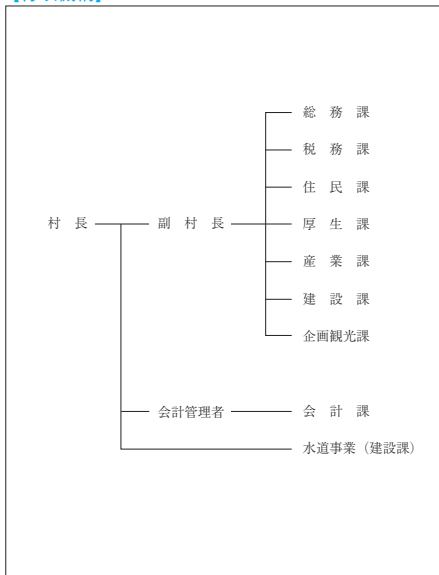 総務課
税務課
住民課
村長 副村長 厚生課
産業課
建設課
企画観光課
会計管理者 会計課
水道事業（建設課）